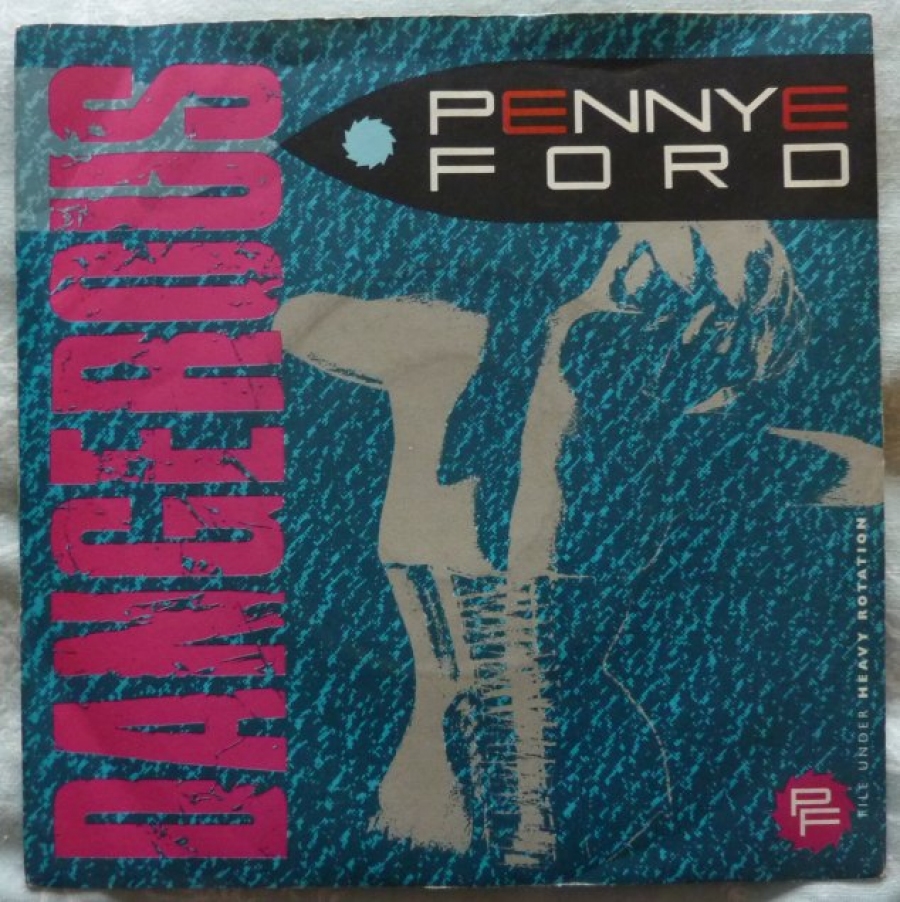 DANGEROUS
PENNYE
FORD
FILE UNDER HEAVY ROTATION
PF